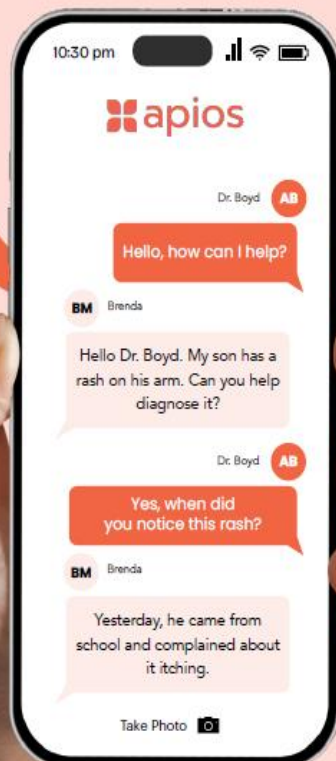 10:30 pm
apios
Dr. Boyd AB
Hello, how can I help?
BM Brenda
Hello Dr. Boyd. My son has a
rash on his arm. Can you help
diagnose it?
Dr. Boyd AB
Yes, when did
you notice this rash?
BM Brenda
Yesterday, he came from
school and complained about
it itching.
Take Photo